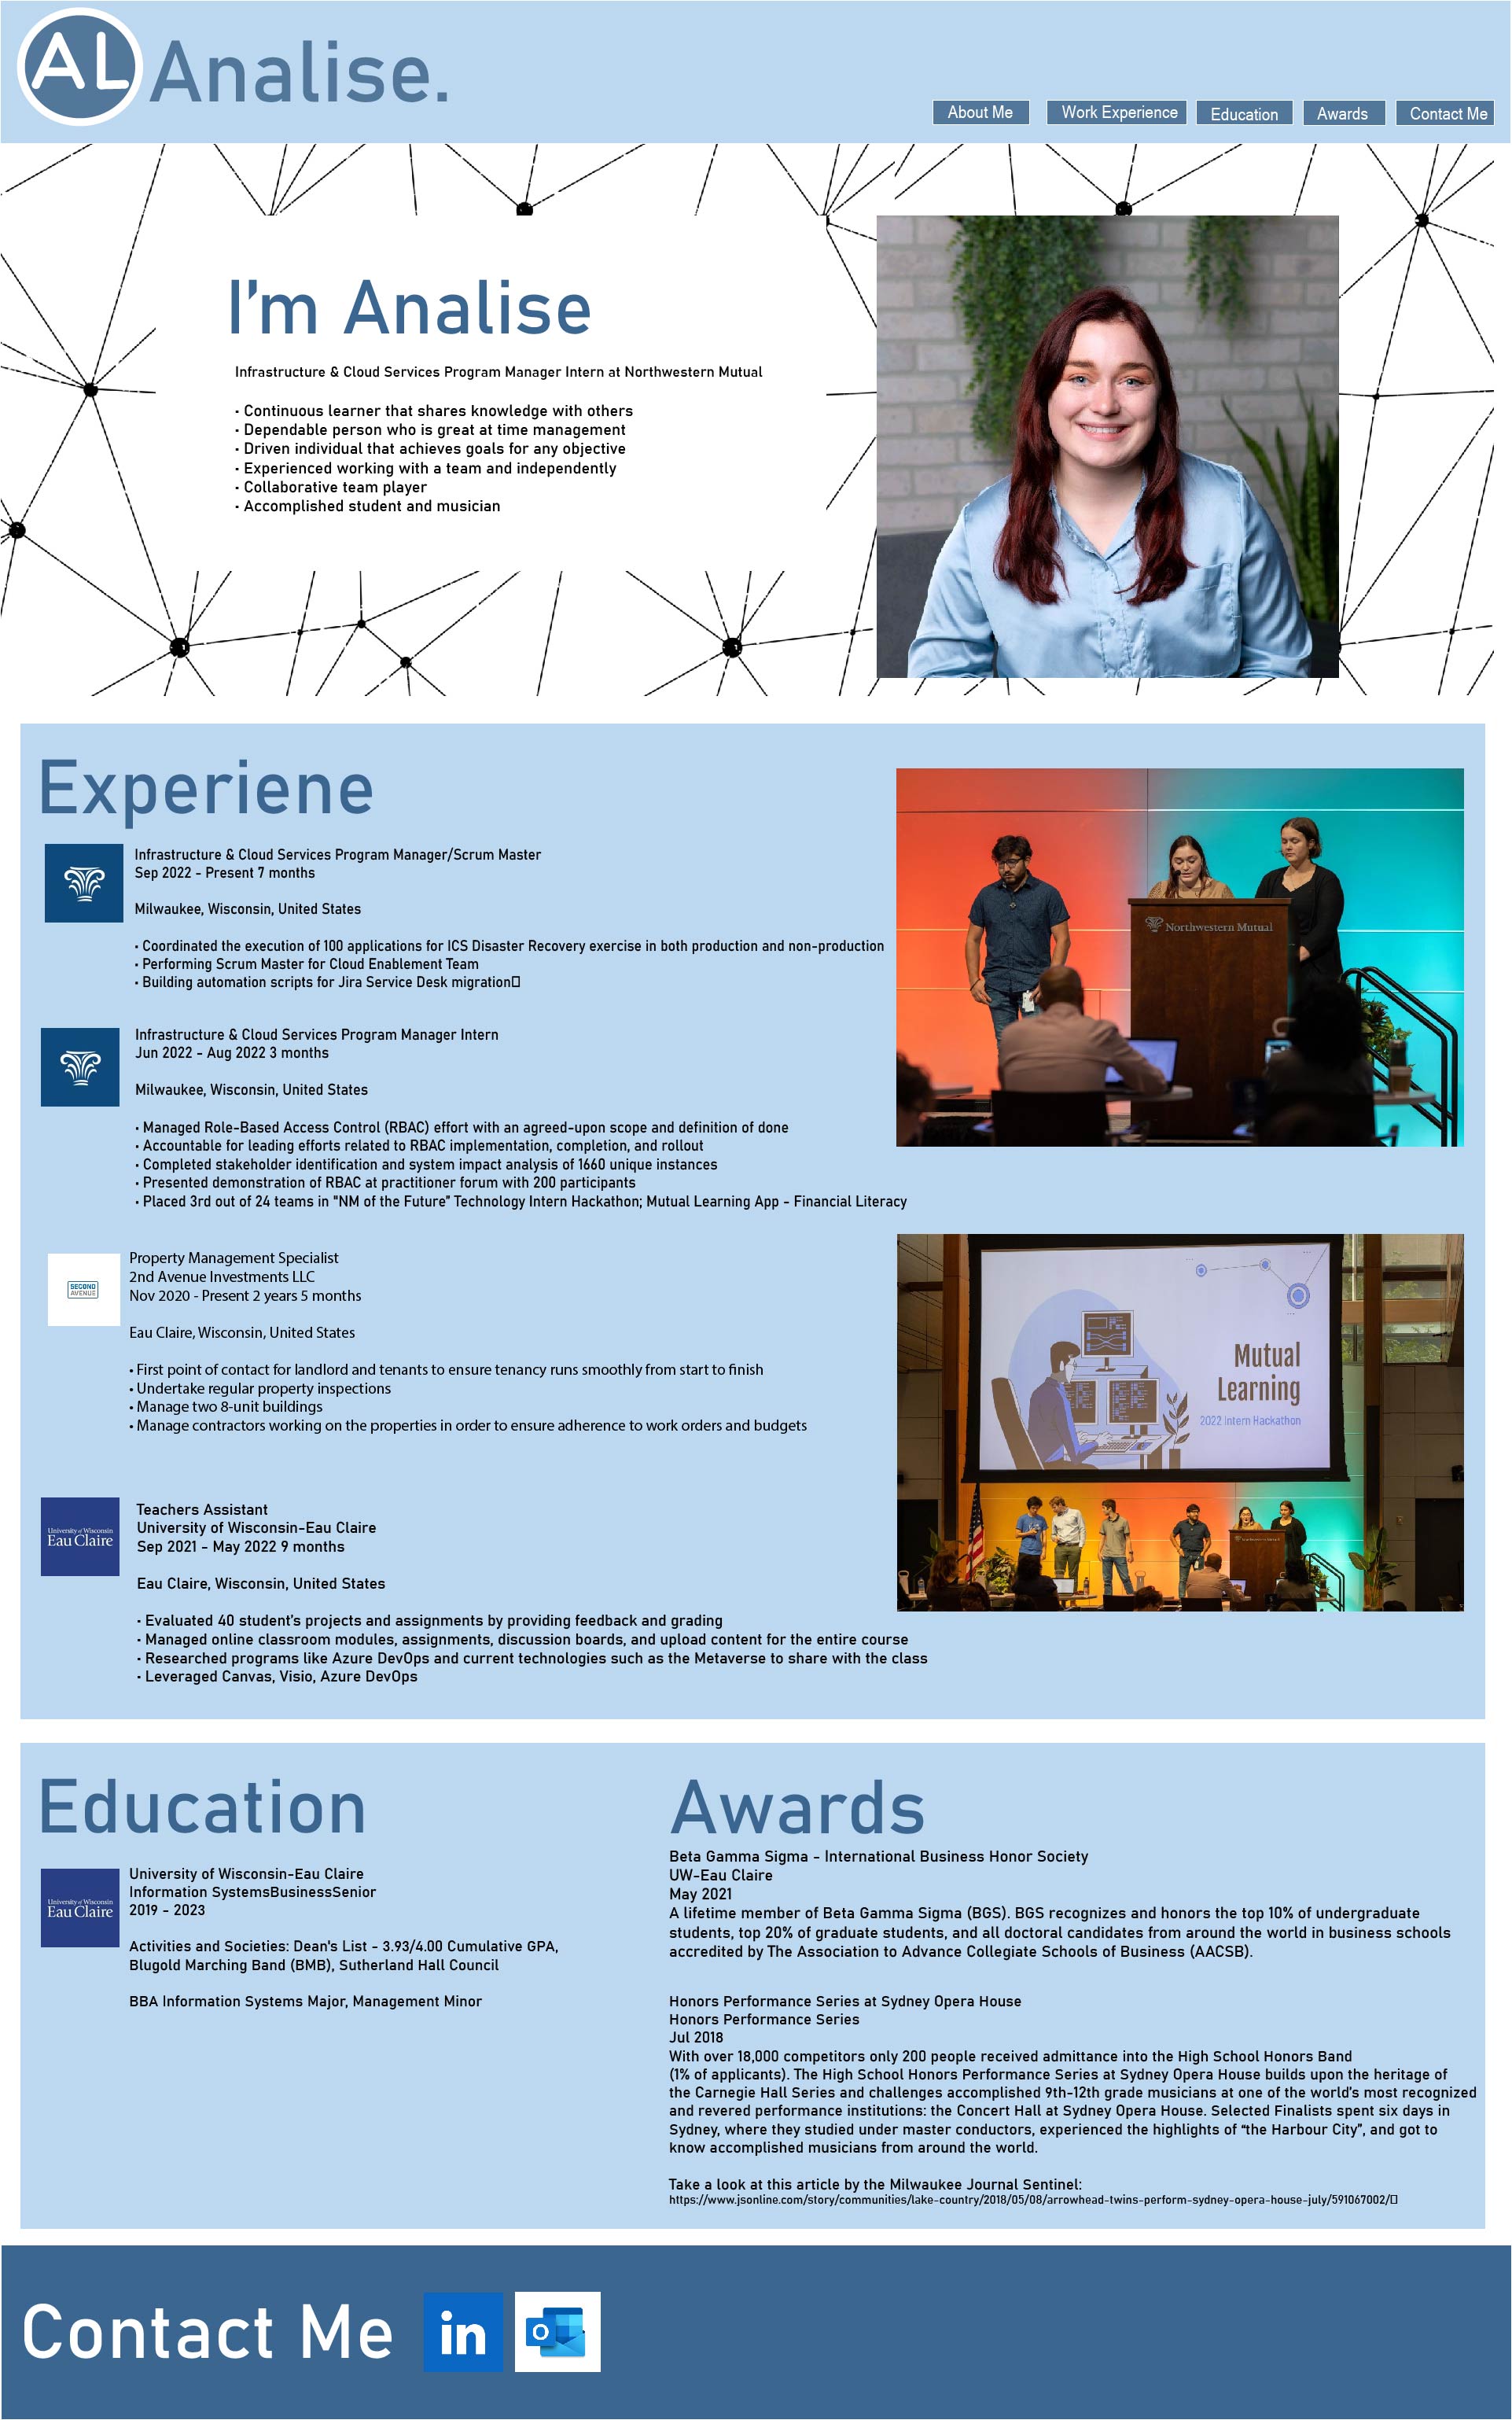 AL Analise.
About Me
Work Experience
Education
Awards
Contact Me
I'm Analise
Infrastructure & Cloud Services Program Manager Intern at Northwestern Mutual
• Continuous learner that shares knowledge with others
• Dependable person who is great at time management
• Driven individual that achieves goals for any objective
• Experienced working with a team and independently
• Collaborative team player
• Accomplished student and musician
Experiene
Infrastructure & Cloud Services Program Manager/Scrum Master
Sep 2022 - Present 7 months
Milwaukee, Wisconsin, United States
• Coordinated the execution of 100 applications for ICS Disaster Recovery exercise in both production and non-production
• Performing Scrum Master for Cloud Enablement Team
• Building automation scripts for Jira Service Desk migration
Northwestern Mutual
Infrastructure & Cloud Services Program Manager Intern
Jun 2022 - Aug 2022 3 months
Milwaukee, Wisconsin, United States
• Managed Role-Based Access Control (RBAC) effort with an agreed-upon scope and definition of done
• Accountable for leading efforts related to RBAC implementation, completion, and rollout
• Completed stakeholder identification and system impact analysis of 1660 unique instances
• Presented demonstration of RBAC at practitioner forum with 200 participants
• Placed 3rd out of 24 teams in "NM of the Future" Technology Intern Hackathon; Mutual Learning App - Financial Literacy
SECOND
AVENUE
Property Management Specialist
2nd Avenue Investments LLC
Nov 2020 - Present 2 years 5 months
Eau Claire, Wisconsin, United States
• First point of contact for landlord and tenants to ensure tenancy runs smoothly from start to finish
• Undertake regular property inspections
• Manage two 8-unit buildings
• Manage contractors working on the properties in order to ensure adherence to work orders and budgets
Mutual
Learning
2022 Intern Hackathon
University of Wisconsin
Eau Claire
Teachers Assistant
University of Wisconsin-Eau Claire
Sep 2021 - May 2022 9 months
Eau Claire, Wisconsin, United States
• Evaluated 40 student's projects and assignments by providing feedback and grading
• Managed online classroom modules, assignments, discussion boards, and upload content for the entire course
• Researched programs like Azure DevOps and current technologies such as the Metaverse to share with the class
• Leveraged Canvas, Visio, Azure DevOps
Education
University of Wisconsin
Eau Claire
University of Wisconsin-Eau Claire
Information SystemsBusinessSenior
2019 - 2023
Activities and Societies: Dean's List - 3.93/4.00 Cumulative GPA,
Blugold Marching Band (BMB), Sutherland Hall Council
BBA Information Systems Major, Management Minor
Awards
Beta Gamma Sigma - International Business Honor Society
UW-Eau Claire
May 2021
A lifetime member of Beta Gamma Sigma (BGS). BGS recognizes and honors the top 10% of undergraduate
students, top 20% of graduate students, and all doctoral candidates from around the world in business schools
accredited by The Association to Advance Collegiate Schools of Business (AACSB).
Honors Performance Series at Sydney Opera House
Honors Performance Series
Jul 2018
With over 18,000 competitors only 200 people received admittance into the High School Honors Band
(1% of applicants). The High School Honors Performance Series at Sydney Opera House builds upon the heritage of
the Carnegie Hall Series and challenges accomplished 9th-12th grade musicians at one of the world's most recognized
and revered performance institutions: the Concert Hall at Sydney Opera House. Selected Finalists spent six days in
Sydney, where they studied under master conductors, experienced the highlights of "the Harbour City", and got to
know accomplished musicians from around the world.
Take a look at this article by the Milwaukee Journal Sentinel:
https://www.jsonline.com/story/communities/lake-country/2018/05/08/arrowhead-twins-perform-sydney-opera-house-july/591067002/
Contact Me
in
O